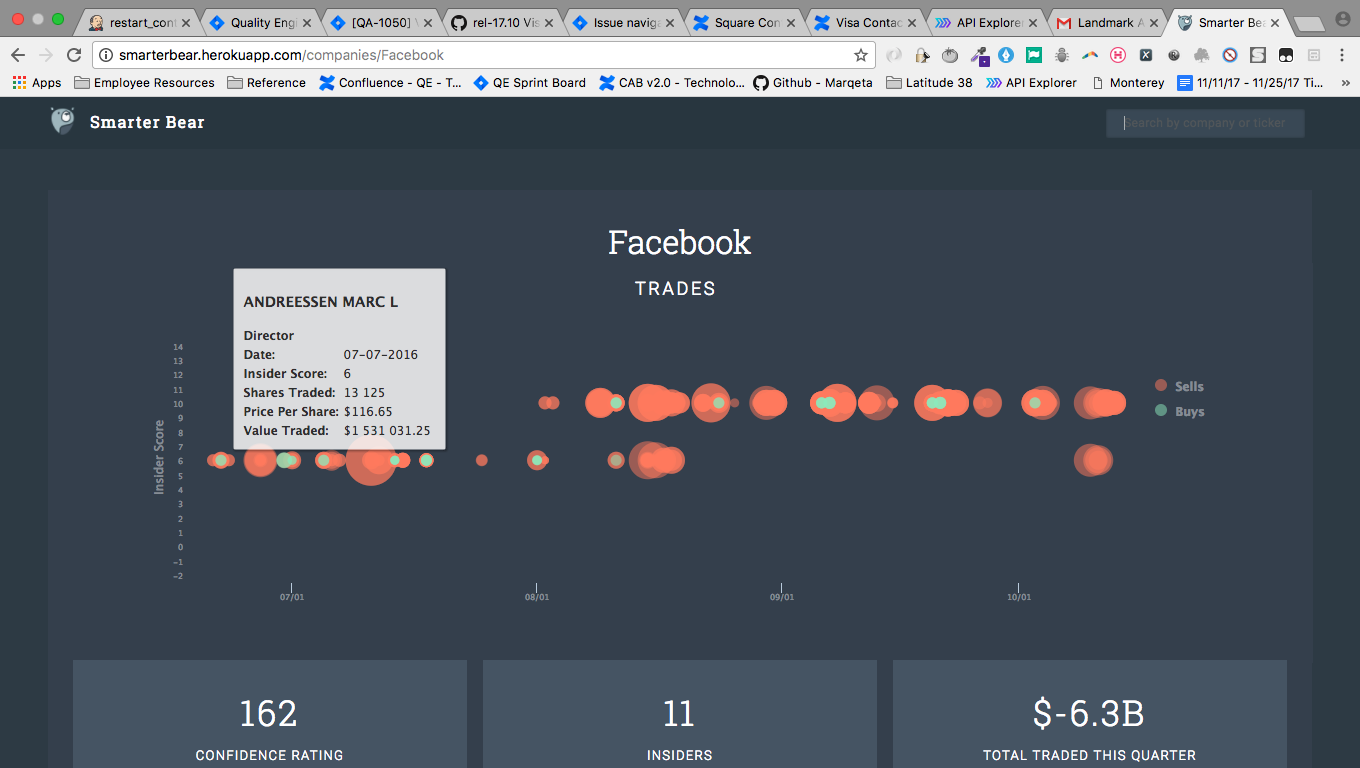 restart_cont
Quality Engi
[QA-1050] V
rel-17.10 Vis
Issue naviga
Square Con
Visa Contac
API Explorer
Landmark A
Smarter Bea
smarterbear.herokuapp.com/companies/Facebook
Apps
Employee Resources
Reference
Confluence - QE - T...
QE Sprint Board
CAB v2.0 - Technolo...
Github - Marqeta
Latitude 38
API Explorer
Monterey
11/11/17 - 11/25/17 Ti...
»
Smarter Bear
Search by company or ticker
Facebook
TRADES
ANDREESSEN MARC L
Director
Date: 07-07-2016
Insider Score: 6
Shares Traded: 13 125
Price Per Share: $116.65
Value Traded: $1 531 031.25
Insider Score
14
13
12
11
10
9
8
7
6
5
4
3
2
1
0
-1
-2
07/01
08/01
09/01
10/01
Sells
Buys
162
CONFIDENCE RATING
11
INSIDERS
$-6.3B
TOTAL TRADED THIS QUARTER